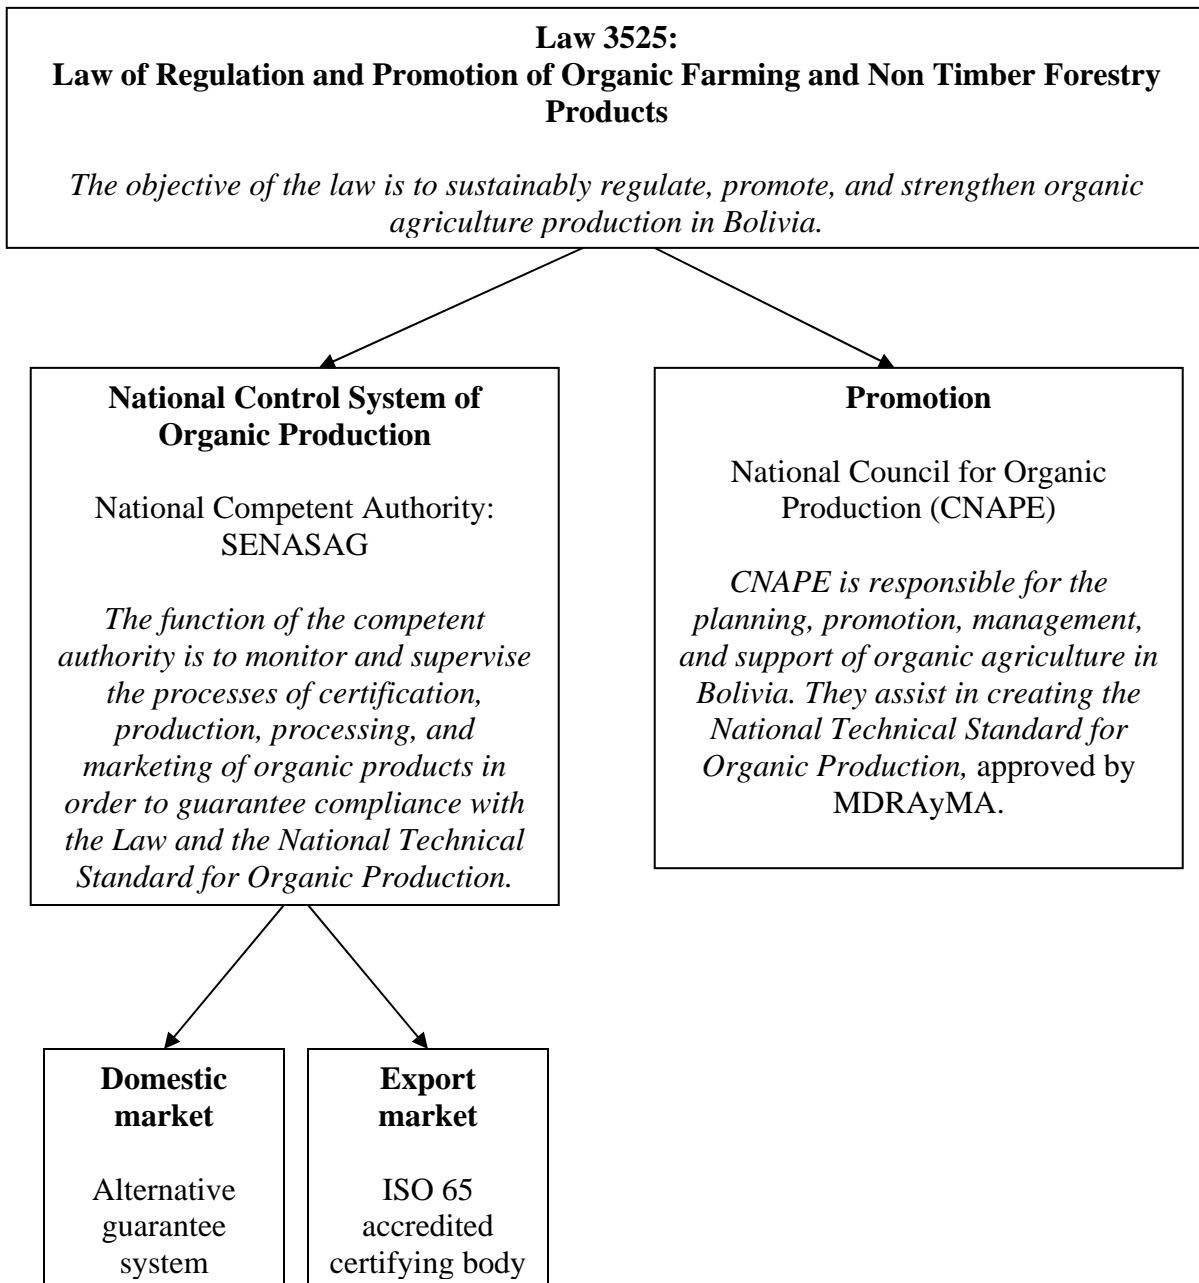 Law 3525:
Law of Regulation and Promotion of Organic Farming and Non Timber Forestry
Products
The objective of the law is to sustainably regulate, promote, and strengthen organic
agriculture production in Bolivia.
National Control System of
Organic Production
National Competent Authority:
SENASAG
The function of the competent
authority is to monitor and supervise
the processes of certification,
production, processing, and
marketing of organic products in
order to guarantee compliance with
the Law and the National Technical
Standard for Organic Production.
Promotion
National Council for Organic
Production (CNAPE)
CNAPE is responsible for the
planning, promotion, management,
and support of organic agriculture in
Bolivia. They assist in creating the
National Technical Standard for
Organic Production, approved by
MDRAyMA.
Domestic
market
Alternative
guarantee
system
Export
market
ISO 65
accredited
certifying body